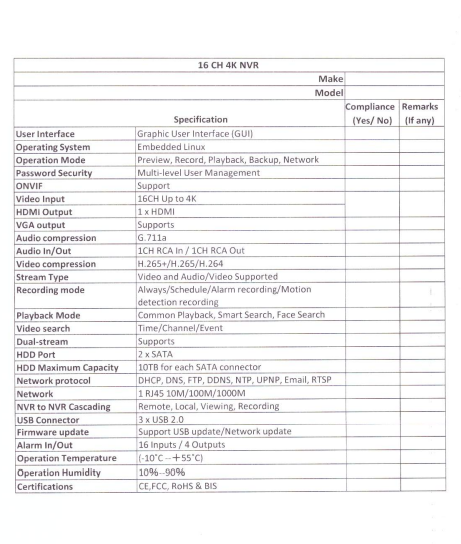 16 CH 4K NVR
Make
Model
Specification Compliance (Yes/ No) Remarks (If any)
User Interface Graphic User Interface (GUI)
Operating System Embedded Linux
Operation Mode Preview, Record, Playback, Backup, Network
Password Security Multi-level User Management
ONVIF Support
Video Input 16CH Up to 4K
HDMI Output 1 x HDMI
VGA output Supports
Audio compression G.711a
Audio In/Out 1CH RCA In / 1CH RCA Out
Video compression H.265+/H.265/H.264
Stream Type Video and Audio/Video Supported
Recording mode Always/Schedule/Alarm recording/Motion
detection recording
Playback Mode Common Playback, Smart Search, Face Search
Video search Time/Channel/Event
Dual-stream Supports
HDD Port 2 x SATA
HDD Maximum Capacity 10TB for each SATA connector
Network protocol DHCP, DNS, FTP, DDNS, NTP, UPNP, Email, RTSP
Network 1 RJ45 10M/100M/1000M
NVR to NVR Cascading Remote, Local, Viewing, Recording
USB Connector 3 x USB 2.0
Firmware update Support USB update/Network update
Alarm In/Out 16 Inputs / 4 Outputs
Operation Temperature (-10°C --+55°C)
Operation Humidity 10%--90%
Certifications CE,FCC, RoHS & BIS